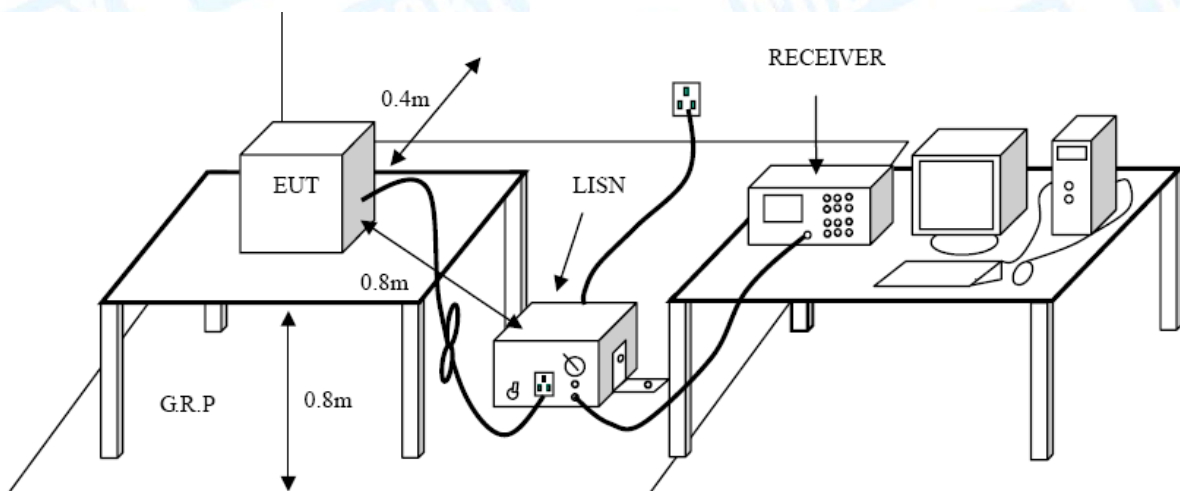 RECEIVER
0.4m
EUT
LISN
0.8m
G.R.P
0.8m